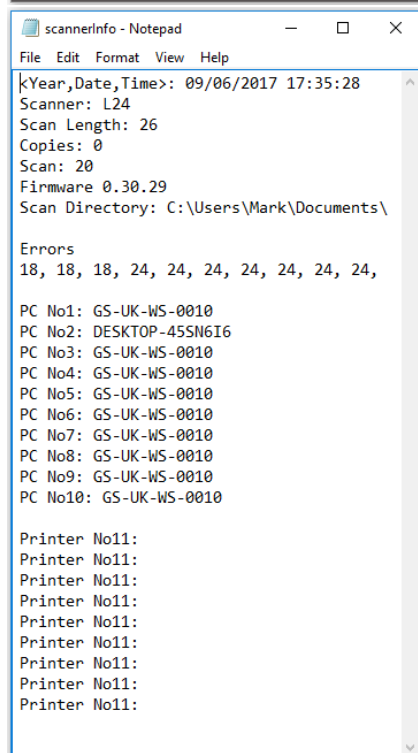 scannerInfo - Notepad
File Edit Format View Help
<Year,Date,Time>: 09/06/2017 17:35:28
Scanner: L24
Scan Length: 26
Copies: 0
Scan: 20
Firmware 0.30.29
Scan Directory: C:\Users\Mark\Documents\
Errors
18, 18, 18, 24, 24, 24, 24, 24, 24, 24,
PC No1: GS-UK-WS-0010
PC No2: DESKTOP-45SN6I6
PC No3: GS-UK-WS-0010
PC No4: GS-UK-WS-0010
PC No5: GS-UK-WS-0010
PC No6: GS-UK-WS-0010
PC No7: GS-UK-WS-0010
PC No8: GS-UK-WS-0010
PC No9: GS-UK-WS-0010
PC No10: GS-UK-WS-0010
Printer No11:
Printer No11:
Printer No11:
Printer No11:
Printer No11:
Printer No11:
Printer No11:
Printer No11:
Printer No11: